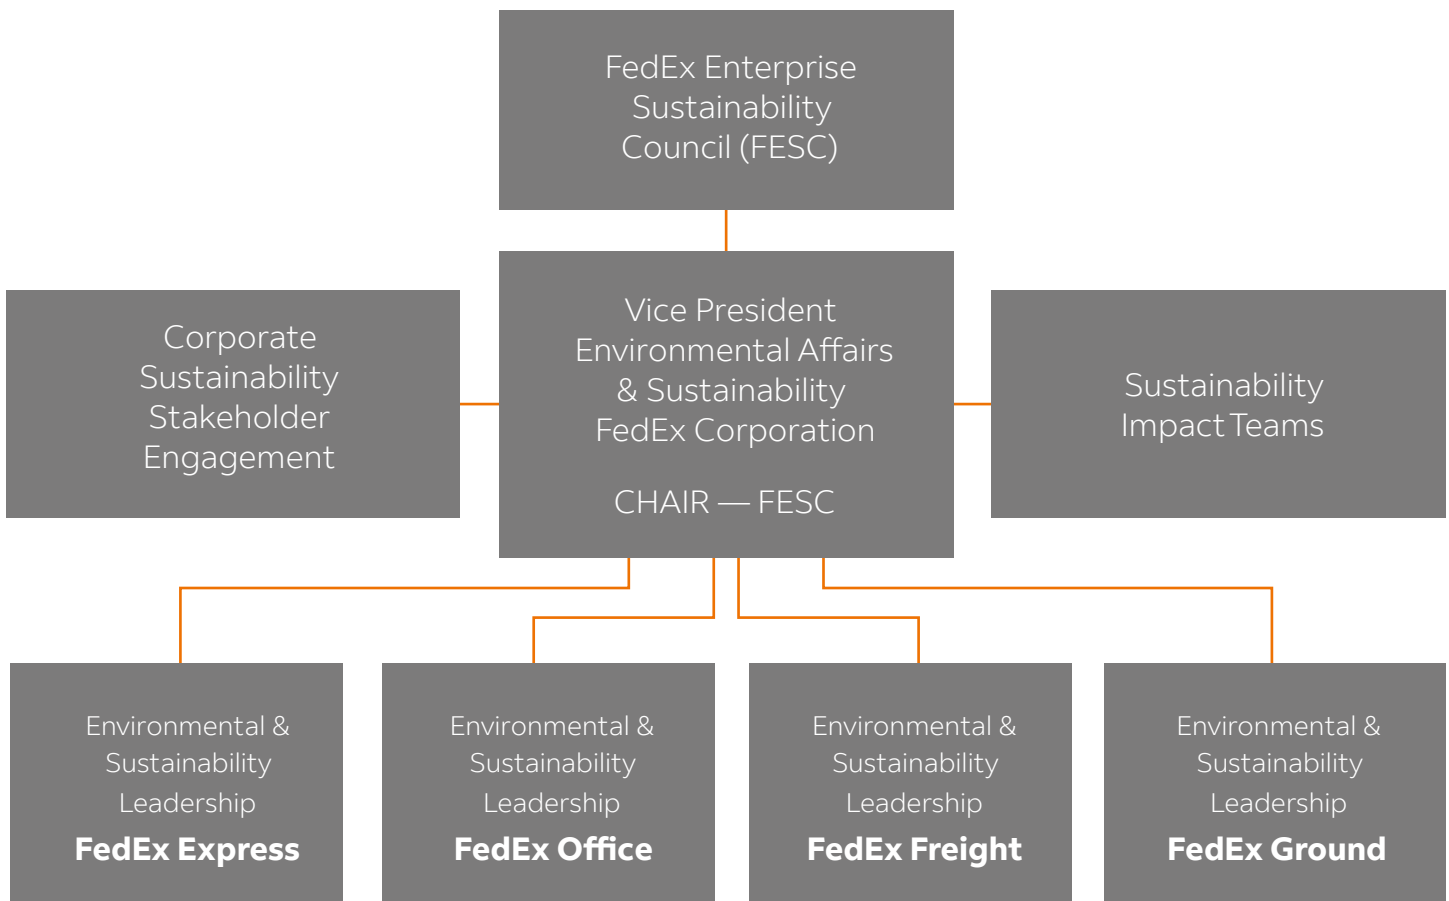 FedEx Enterprise
Sustainability
Council (FESC)
Corporate
Sustainability
Stakeholder
Engagement
Vice President
Environmental Affairs
& Sustainability
FedEx Corporation
CHAIR — FESC
Sustainability
Impact Teams
Environmental &
Sustainability
Leadership
FedEx Express
Environmental &
Sustainability
Leadership
FedEx Office
Environmental &
Sustainability
Leadership
FedEx Freight
Environmental &
Sustainability
Leadership
FedEx Ground